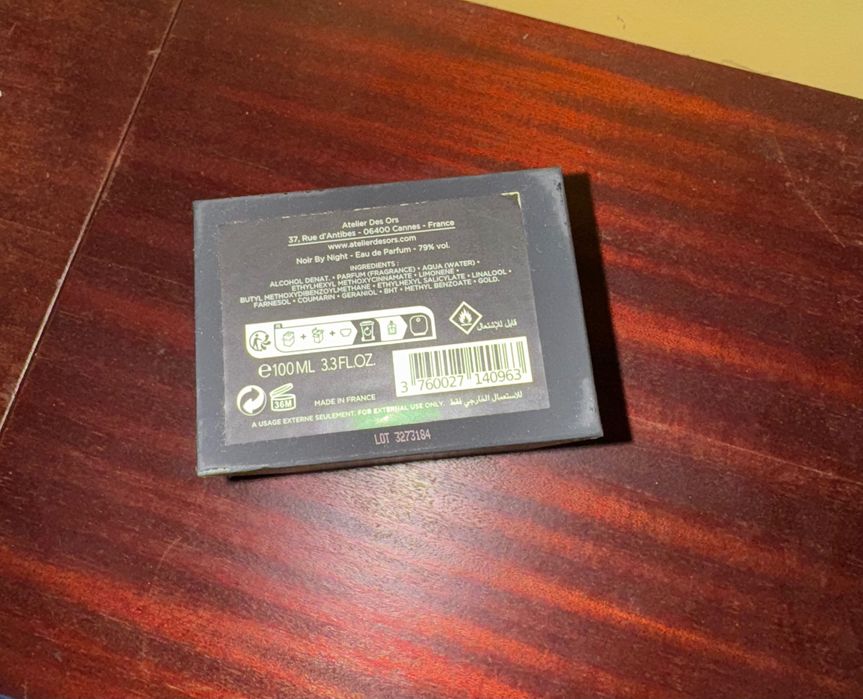 Atelier Des Ors
37, Rue d'Antibes - 06400 Cannes - France
www.atelierdesors.com
Noir By Night - Eau de Parfum - 79% vol.
INGREDIENTS :
ALCOHOL DENAT. • PARFUM (FRAGRANCE) • AQUA (WATER) •
ETHYLHEXYL METHOXYCINNAMATE • LIMONENE •
BUTYL METHOXYDIBENZOYLMETHANE • ETHYLHEXYL SALICYLATE • LINALOOL •
FARNESOL • COUMARIN • GERANIOL • BHT • METHYL BENZOATE • GOLD.
قابل للإشتعال
℮100ML 3.3FL.OZ.
3 760027 140963
36M
MADE IN FRANCE
A USAGE EXTERNE SEULEMENT. FOR EXTERNAL USE ONLY. للاستعمال الخارجي فقط
LOT 3273184